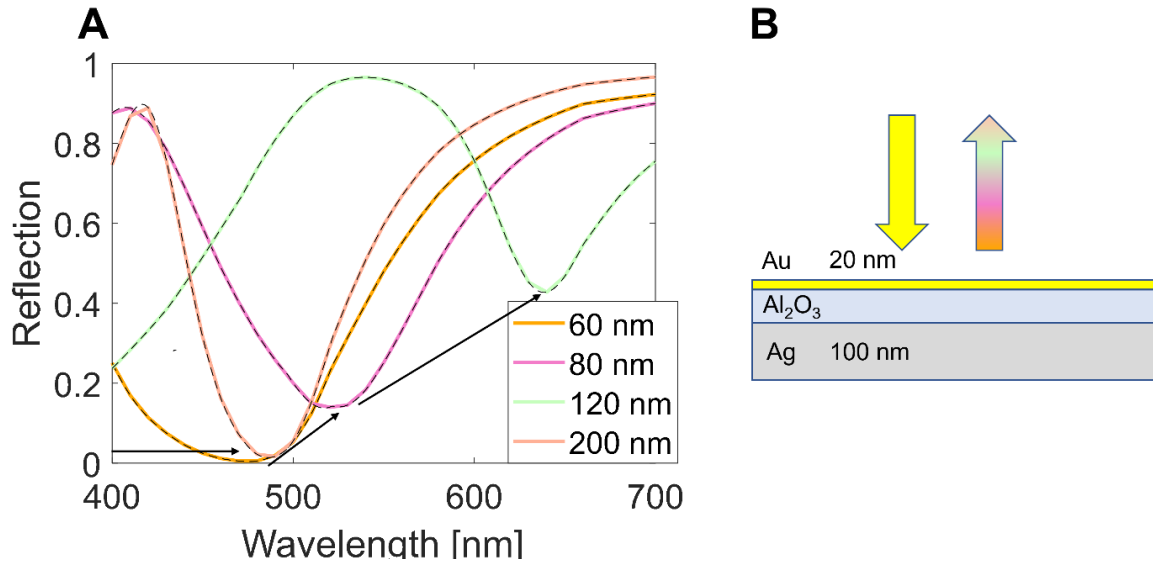 A
B
1
0.8
0.6
0.4
0.2
0
Reflection
400
500
600
700
Wavelength [nm]
60 nm
80 nm
120 nm
200 nm
Au 20 nm
Al₂O₃
Ag 100 nm